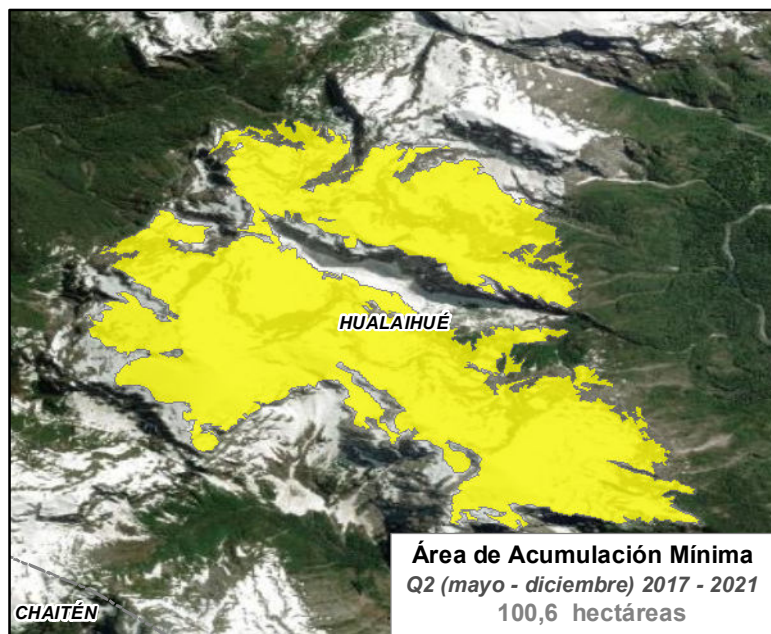 HUALAIHUÉ
Área de Acumulación Mínima
Q2 (mayo - diciembre) 2017 - 2021
100,6 hectáreas
CHAITÉN